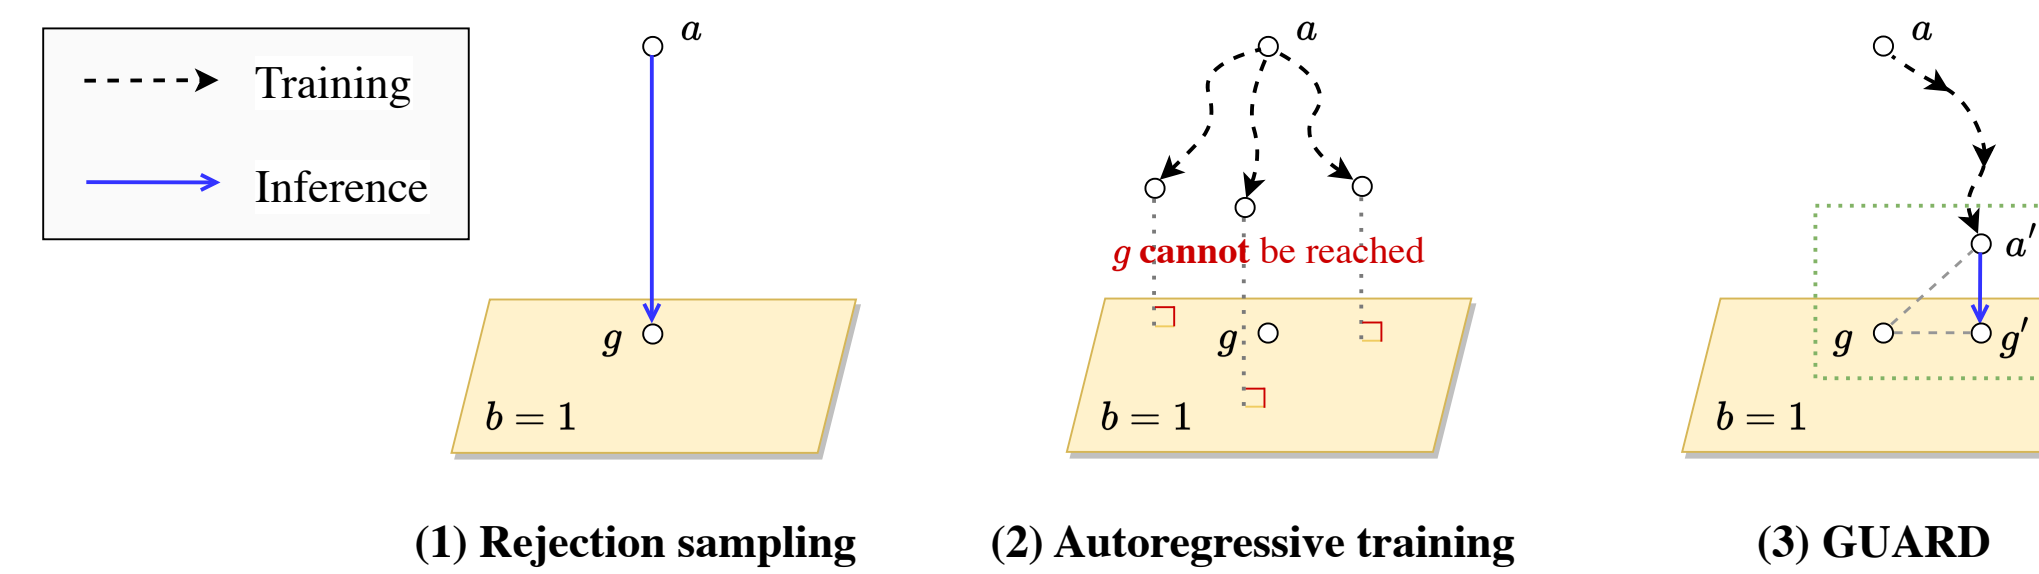 Training
Inference
a
g
b = 1
(1) Rejection sampling
a
g cannot be reached
g
b = 1
(2) Autoregressive training
a
a′
g
g′
b = 1
(3) GUARD